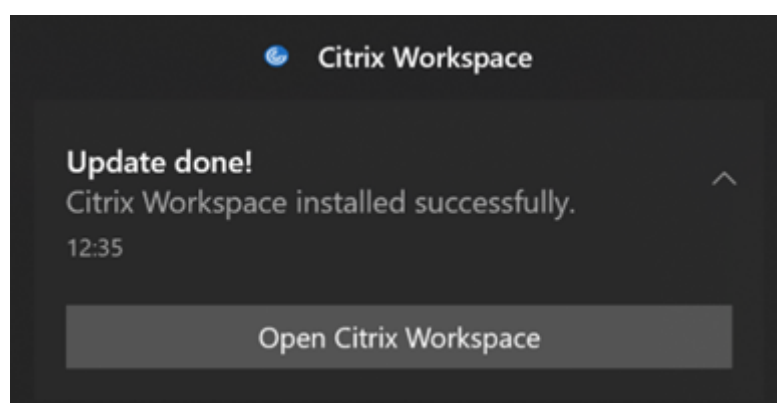 Citrix Workspace
Update done!
Citrix Workspace installed successfully.
12:35
Open Citrix Workspace